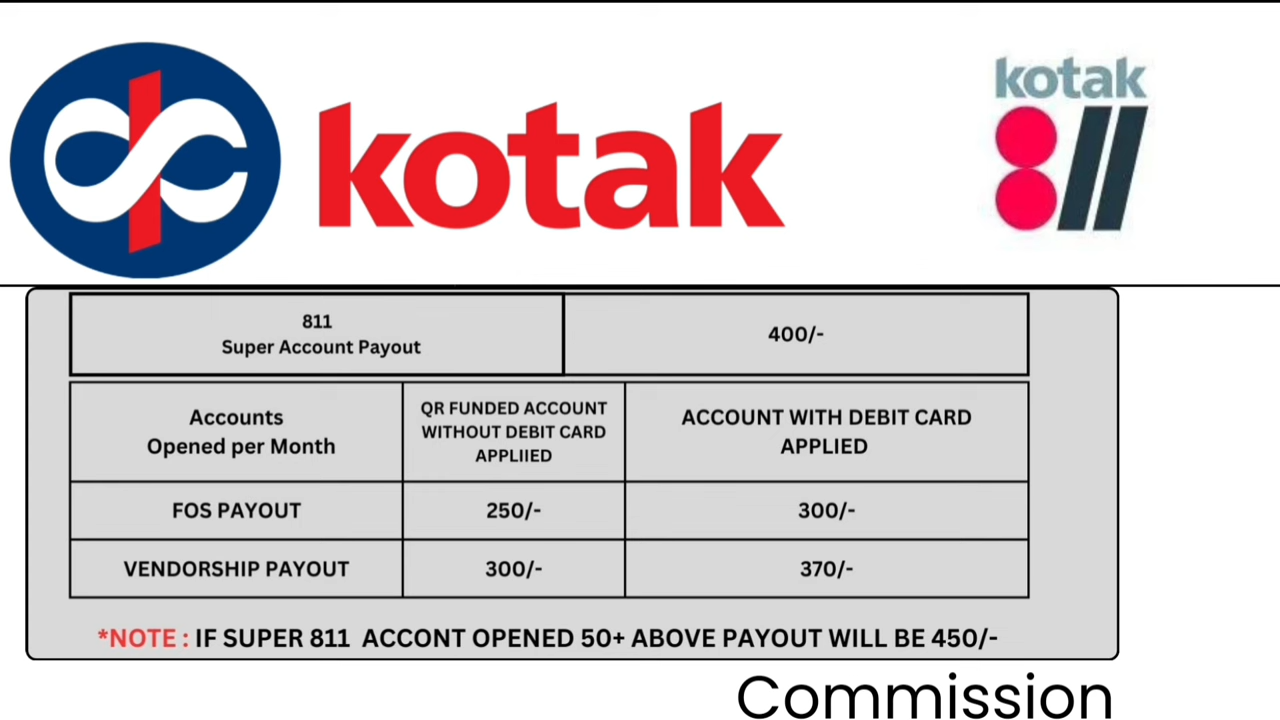 kotak
kotak
811
811
Super Account Payout
400/-
Accounts
Opened per Month
QR FUNDED ACCOUNT
WITHOUT DEBIT CARD
APPLIIED
ACCOUNT WITH DEBIT CARD
APPLIED
FOS PAYOUT
250/-
300/-
VENDORSHIP PAYOUT
300/-
370/-
*NOTE : IF SUPER 811 ACCONT OPENED 50+ ABOVE PAYOUT WILL BE 450/-
Commission